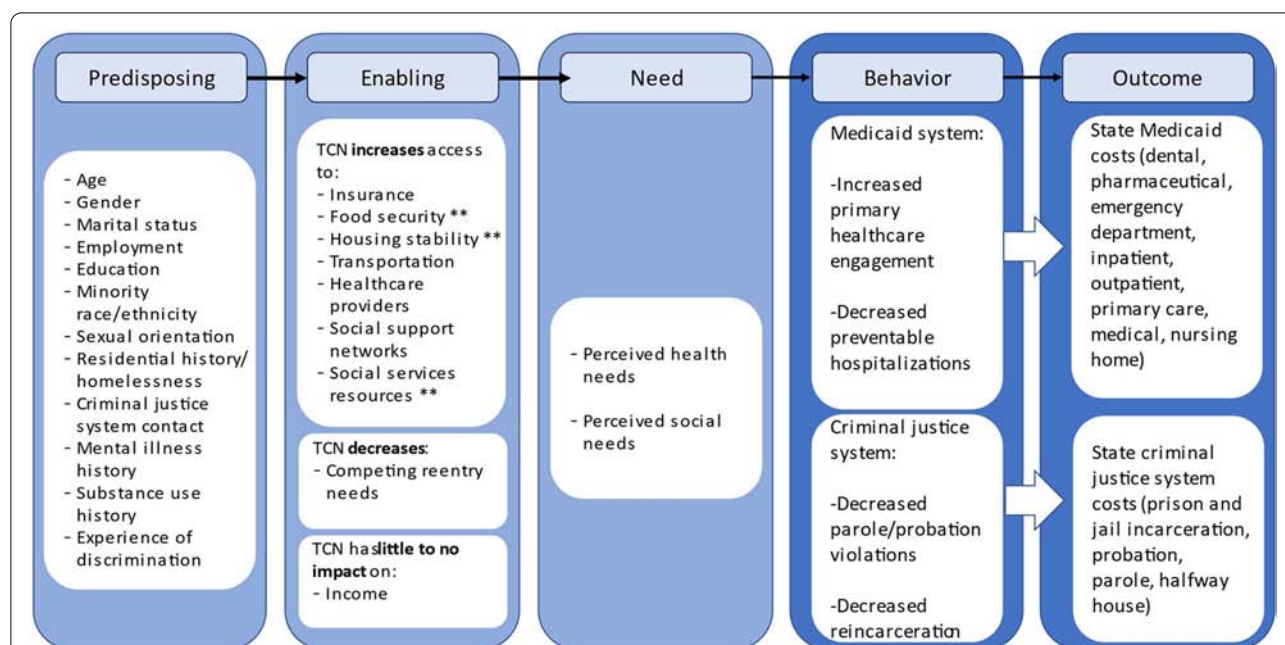 Predisposing
Enabling
Need
Behavior
Outcome
- Age
- Gender
- Marital status
- Employment
- Education
- Minority
race/ethnicity
- Sexual orientation
- Residential history/
homelessness
- Criminal justice
system contact
- Mental illness
history
- Substance use
history
- Experience of
discrimination
TCN increases access
to:
- Insurance
- Food security **
- Housing stability **
- Transportation
- Healthcare
providers
- Social support
networks
- Social services
resources **
TCN decreases:
- Competing reentry
needs
TCN has little to no
impact on:
- Income
- Perceived health
needs
- Perceived social
needs
Medicaid system:
-Increased
primary
healthcare
engagement
-Decreased
preventable
hospitalizations
Criminal justice
system:
-Decreased
parole/probation
violations
-Decreased
reincarceration
State Medicaid
costs (dental,
pharmaceutical,
emergency
department,
inpatient,
outpatient,
primary care,
medical, nursing
home)
State criminal
justice system
costs (prison and
jail incarceration,
probation,
parole, halfway
house)